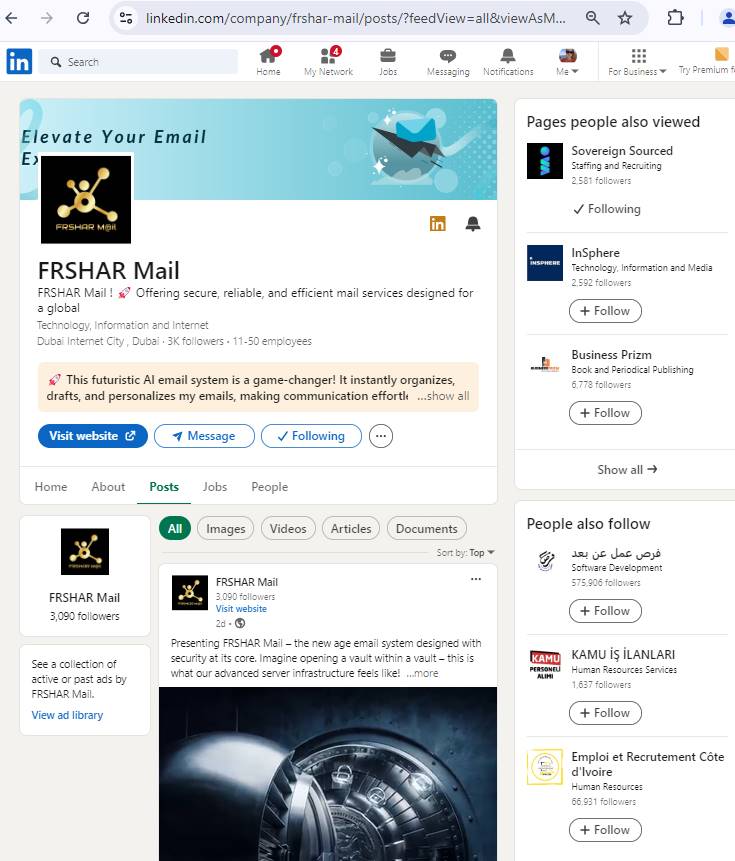 linkedin.com/company/frshar-mail/posts/?feedView=all&viewAsM...
in
Search
Home
4
My Network
Jobs
Messaging
Notifications
Me
For Business
Try Premium f
Elevate Your Email
Ex
FRSHAR M@il
in
FRSHAR Mail
FRSHAR Mail ! 🚀 Offering secure, reliable, and efficient mail services designed for
a global
Technology, Information and Internet
Dubai Internet City , Dubai · 3K followers · 11-50 employees
🚀 This futuristic AI email system is a game-changer! It instantly organizes,
drafts, and personalizes my emails, making communication effortl ...show all
Visit website
Message
Following
Home
About
Posts
Jobs
People
FRSHAR M@il
FRSHAR Mail
3,090 followers
See a collection of
active or past ads by
FRSHAR Mail.
View ad library
All
Images
Videos
Articles
Documents
Sort by: Top
FRSHAR M@il
FRSHAR Mail
3,090 followers
Visit website
2d •
Presenting FRSHAR Mail – the new age email system designed with
security at its core. Imagine opening a vault within a vault – this is
what our advanced server infrastructure feels like! ...more
Pages people also viewed
Sovereign Sourced
Staffing and Recruiting
2,581 followers
Following
INSPHERE
InSphere
Technology, Information and Media
2,592 followers
+ Follow
Business Prizm
Book and Periodical Publishing
6,778 followers
+ Follow
Show all →
People also follow
فرص عمل عن بعد
Software Development
575,906 followers
+ Follow
KAMU
PERSONELİ
ALIMI
KAMU İŞ İLANLARI
Human Resources Services
1,637 followers
+ Follow
Emploi et Recrutement Côte
d'Ivoire
Human Resources
66,931 followers
+ Follow